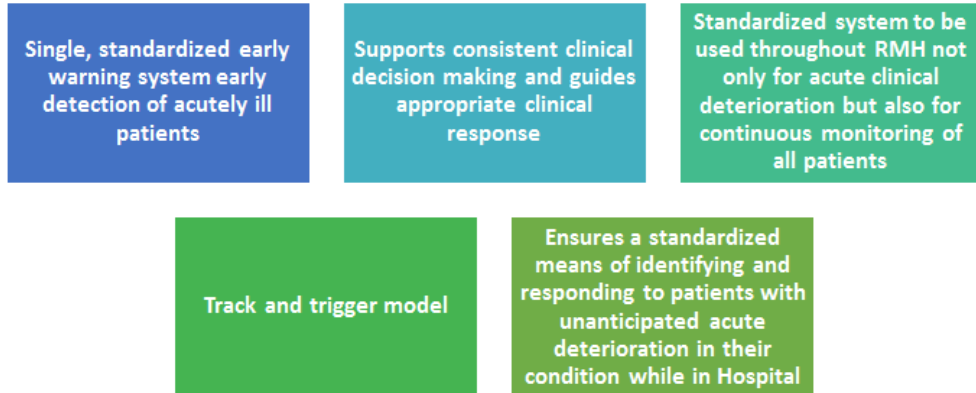 Single, standardized early
warning system early
detection of acutely ill
patients
Supports consistent clinical
decision making and guides
appropriate clinical
response
Standardized system to be
used throughout RMH not
only for acute clinical
deterioration but also for
continuous monitoring of
all patients
Track and trigger model
Ensures a standardized
means of identifying and
responding to patients with
unanticipated acute
deterioration in their
condition while in Hospital